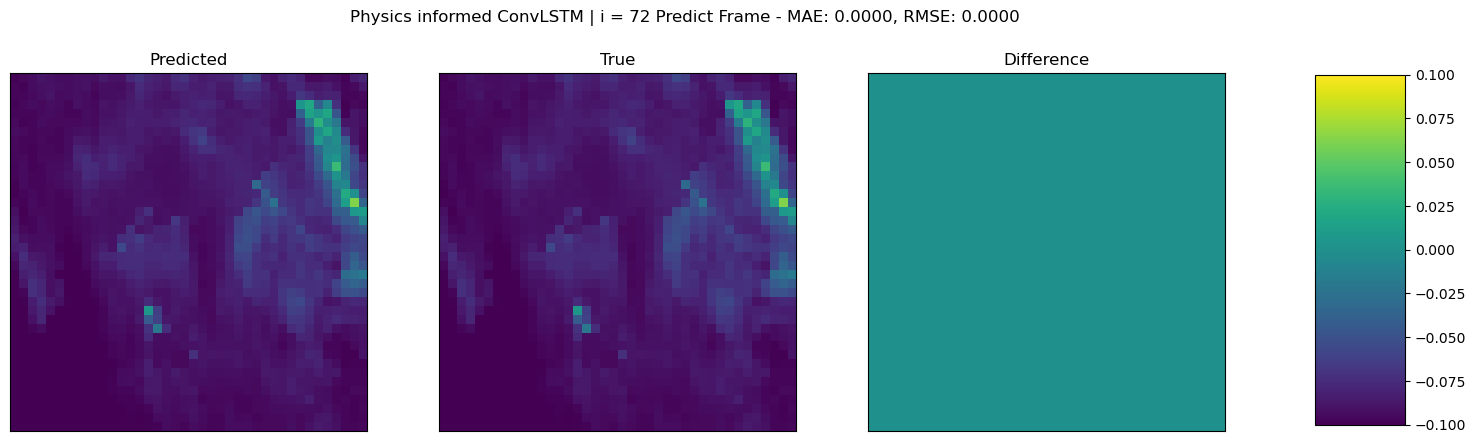 Physics informed ConvLSTM | i = 72 Predict Frame - MAE: 0.0000, RMSE: 0.0000
Predicted
True
Difference
0.100
0.075
0.050
0.025
0.000
−0.025
−0.050
−0.075
−0.100